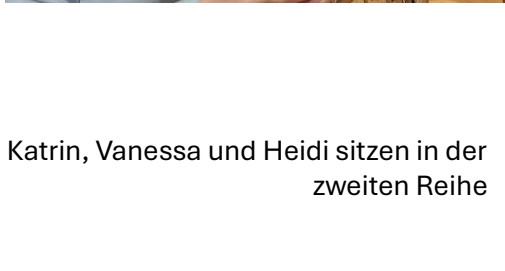 Katrin, Vanessa und Heidi sitzen in der
zweiten Reihe